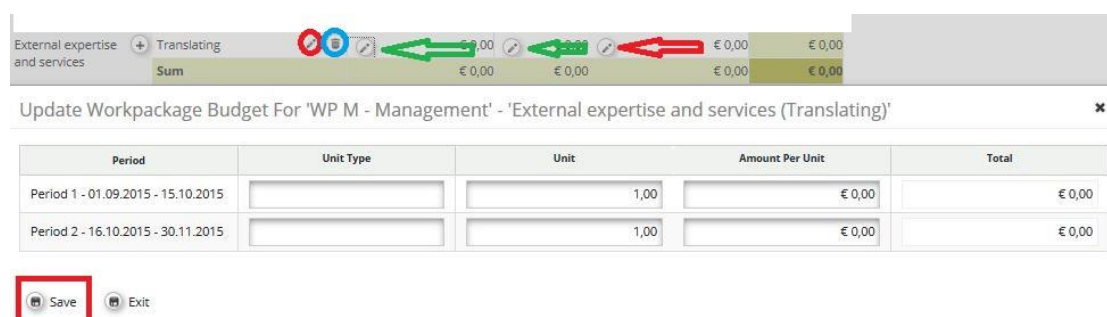 External expertise and services Translating € 0,00 € 0,00 € 0,00
Sum € 0,00 € 0,00 € 0,00 € 0,00
Update Workpackage Budget For 'WP M - Management' - 'External expertise and services (Translating)'
Period Unit Type Unit Amount Per Unit Total
Period 1 - 01.09.2015 - 15.10.2015 1,00 € 0,00 € 0,00
Period 2 - 16.10.2015 - 30.11.2015 1,00 € 0,00 € 0,00
Save Exit